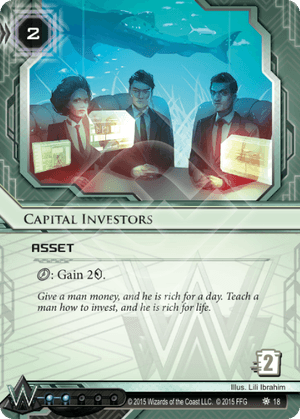 2
CAPITAL INVESTORS
ASSET
: Gain 2.
Give a man money, and he is rich for a day. Teach a
man how to invest, and he is rich for life.
2
Illus. Lili Ibrahim
© 2015 Wizards of the Coast LLC. © 2015 FFG 18